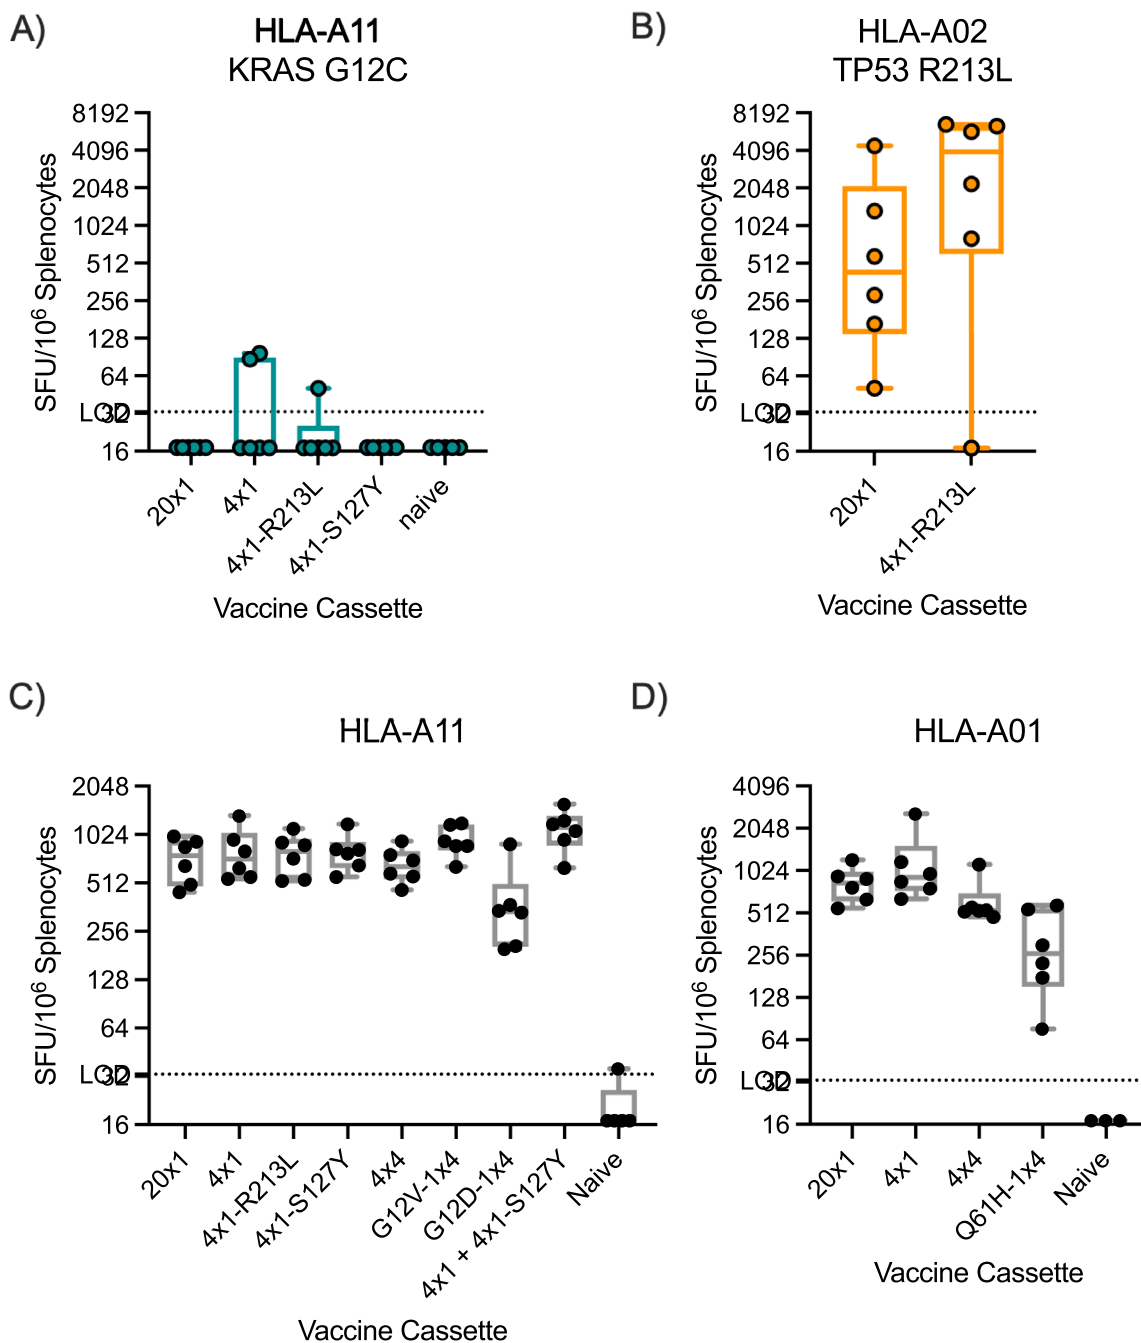 A)
HLA-A11
KRAS G12C
SFU/10⁶ Splenocytes
8192
4096
2048
1024
512
256
128
64
LOD
32
16
20x1
4x1
4x1-R213L
4x1-S127Y
naive
Vaccine Cassette
B)
HLA-A02
TP53 R213L
SFU/10⁶ Splenocytes
8192
4096
2048
1024
512
256
128
64
LOD
32
16
20x1
4x1-R213L
Vaccine Cassette
C)
HLA-A11
SFU/10⁶ Splenocytes
2048
1024
512
256
128
64
LOD
32
16
20x1
4x1
4x1-R213L
4x1-S127Y
4x4
G12V-1x4
G12D-1x4
4x1 + 4x1-S127Y
Naive
Vaccine Cassette
D)
HLA-A01
SFU/10⁶ Splenocytes
4096
2048
1024
512
256
128
64
LOD
32
16
20x1
4x1
4x4
Q61H-1x4
Naive
Vaccine Cassette